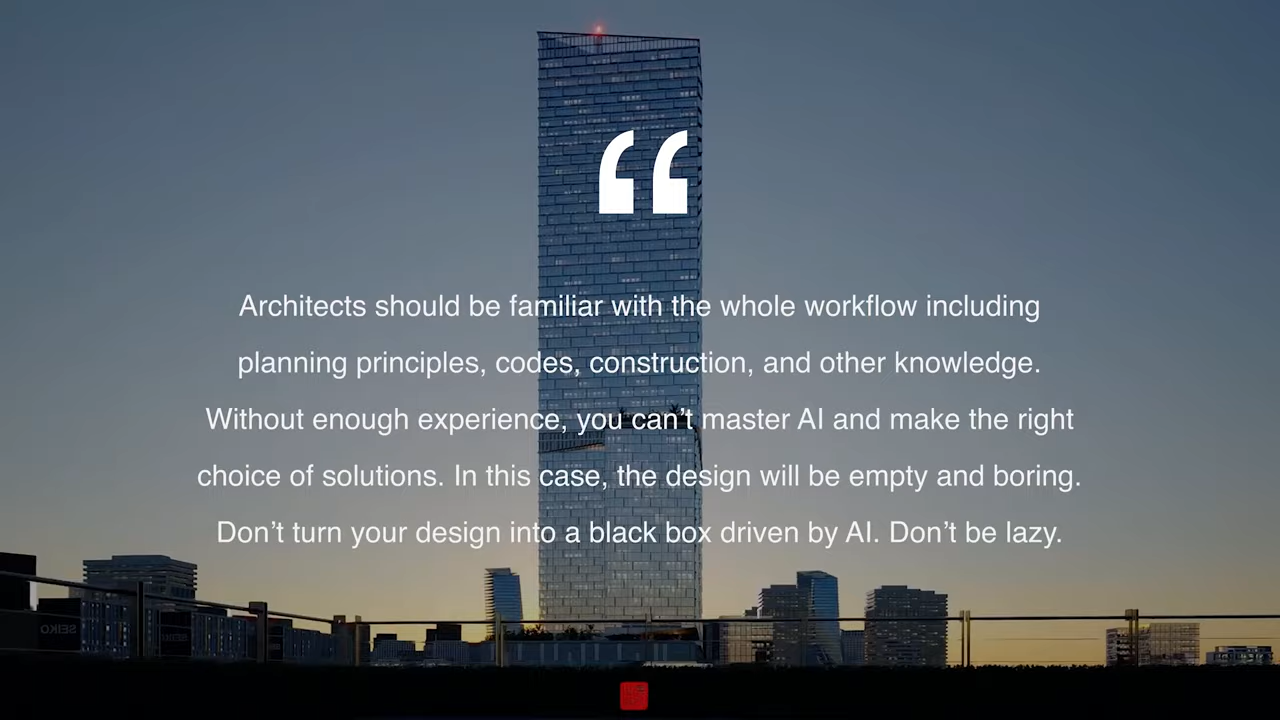 “
Architects should be familiar with the whole workflow including
planning principles, codes, construction, and other knowledge.
Without enough experience, you can’t master AI and make the right
choice of solutions. In this case, the design will be empty and boring.
Don’t turn your design into a black box driven by AI. Don’t be lazy.
SEIKO